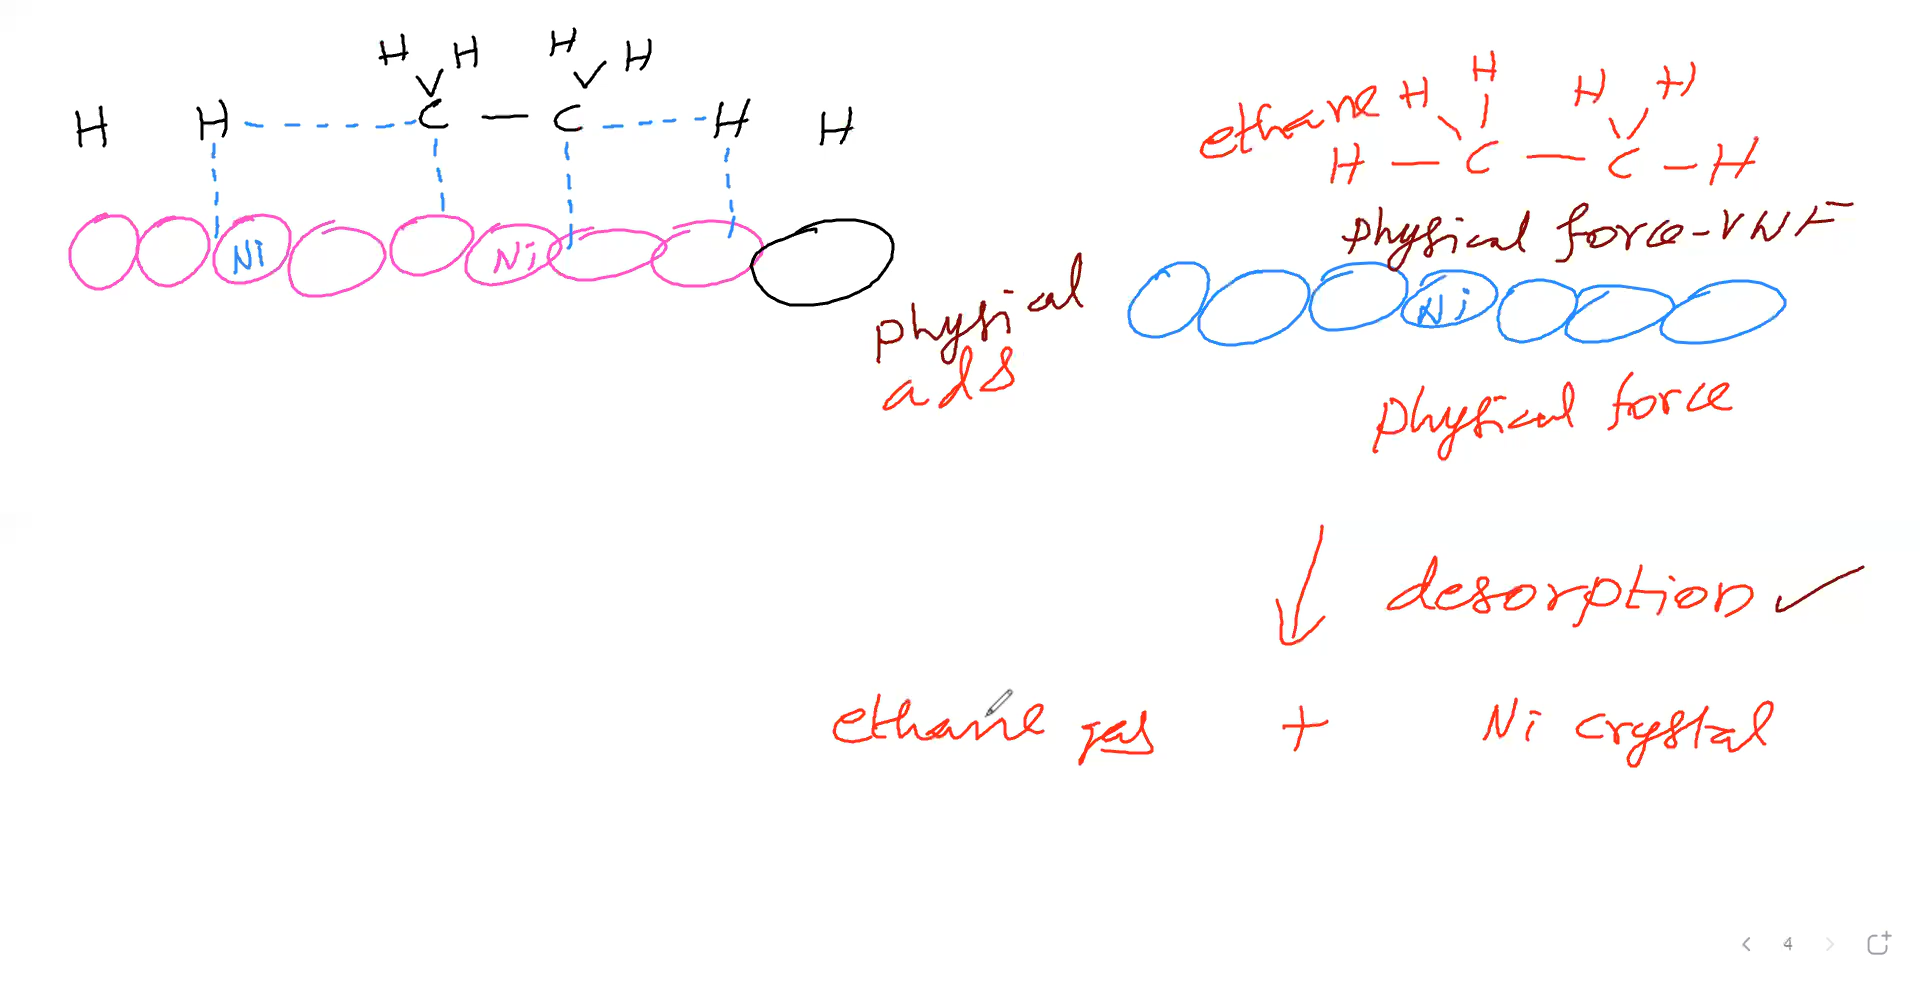 H H H H
H H C — C H H
Ni Ni
physical
ads
ethane H H H H
H — C — C — H
physical force - VWF
Ni
physical force
desorption ✓
ethane gas + Ni crystal
4